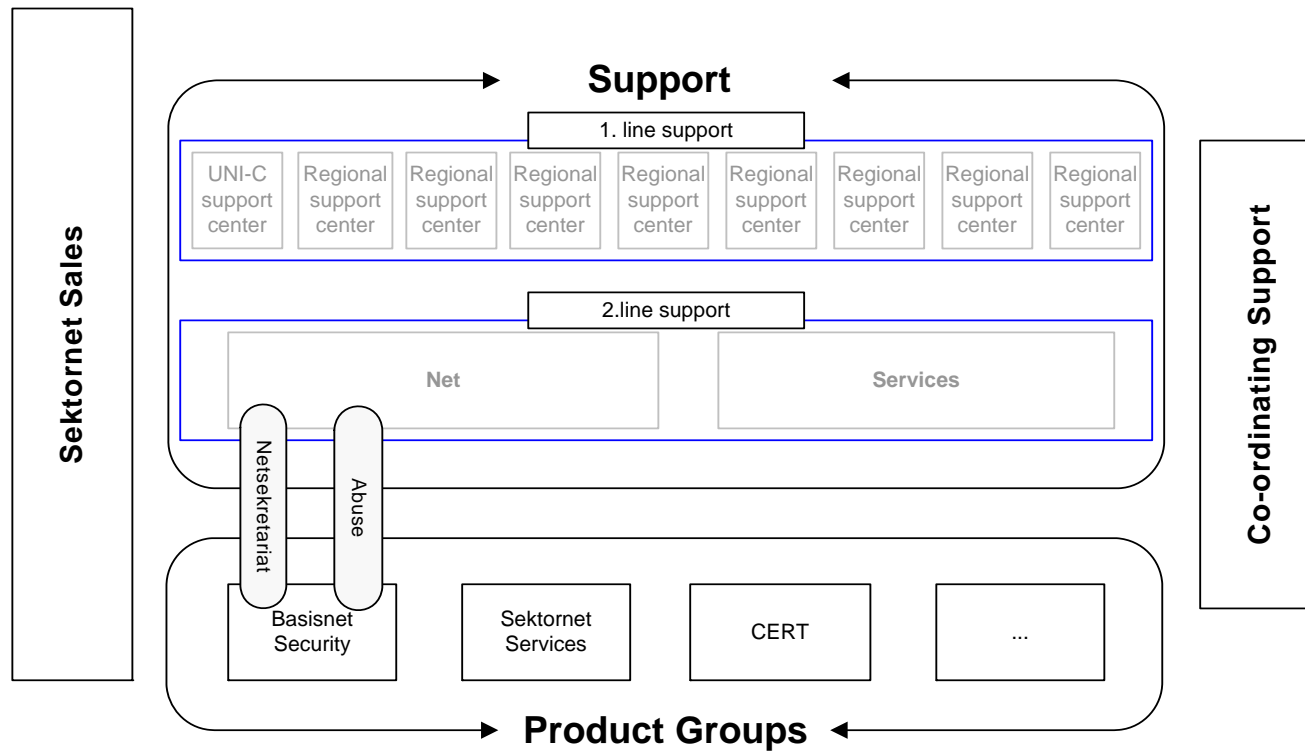 Sektornet Sales
Support
1. line support
UNI-C
support
center
Regional
support
center
Regional
support
center
Regional
support
center
Regional
support
center
Regional
support
center
Regional
support
center
Regional
support
center
Regional
support
center
2.line support
Net
Services
Netsekretariat
Abuse
Co-ordinating Support
Basisnet
Security
Sektornet
Services
CERT
...
Product Groups